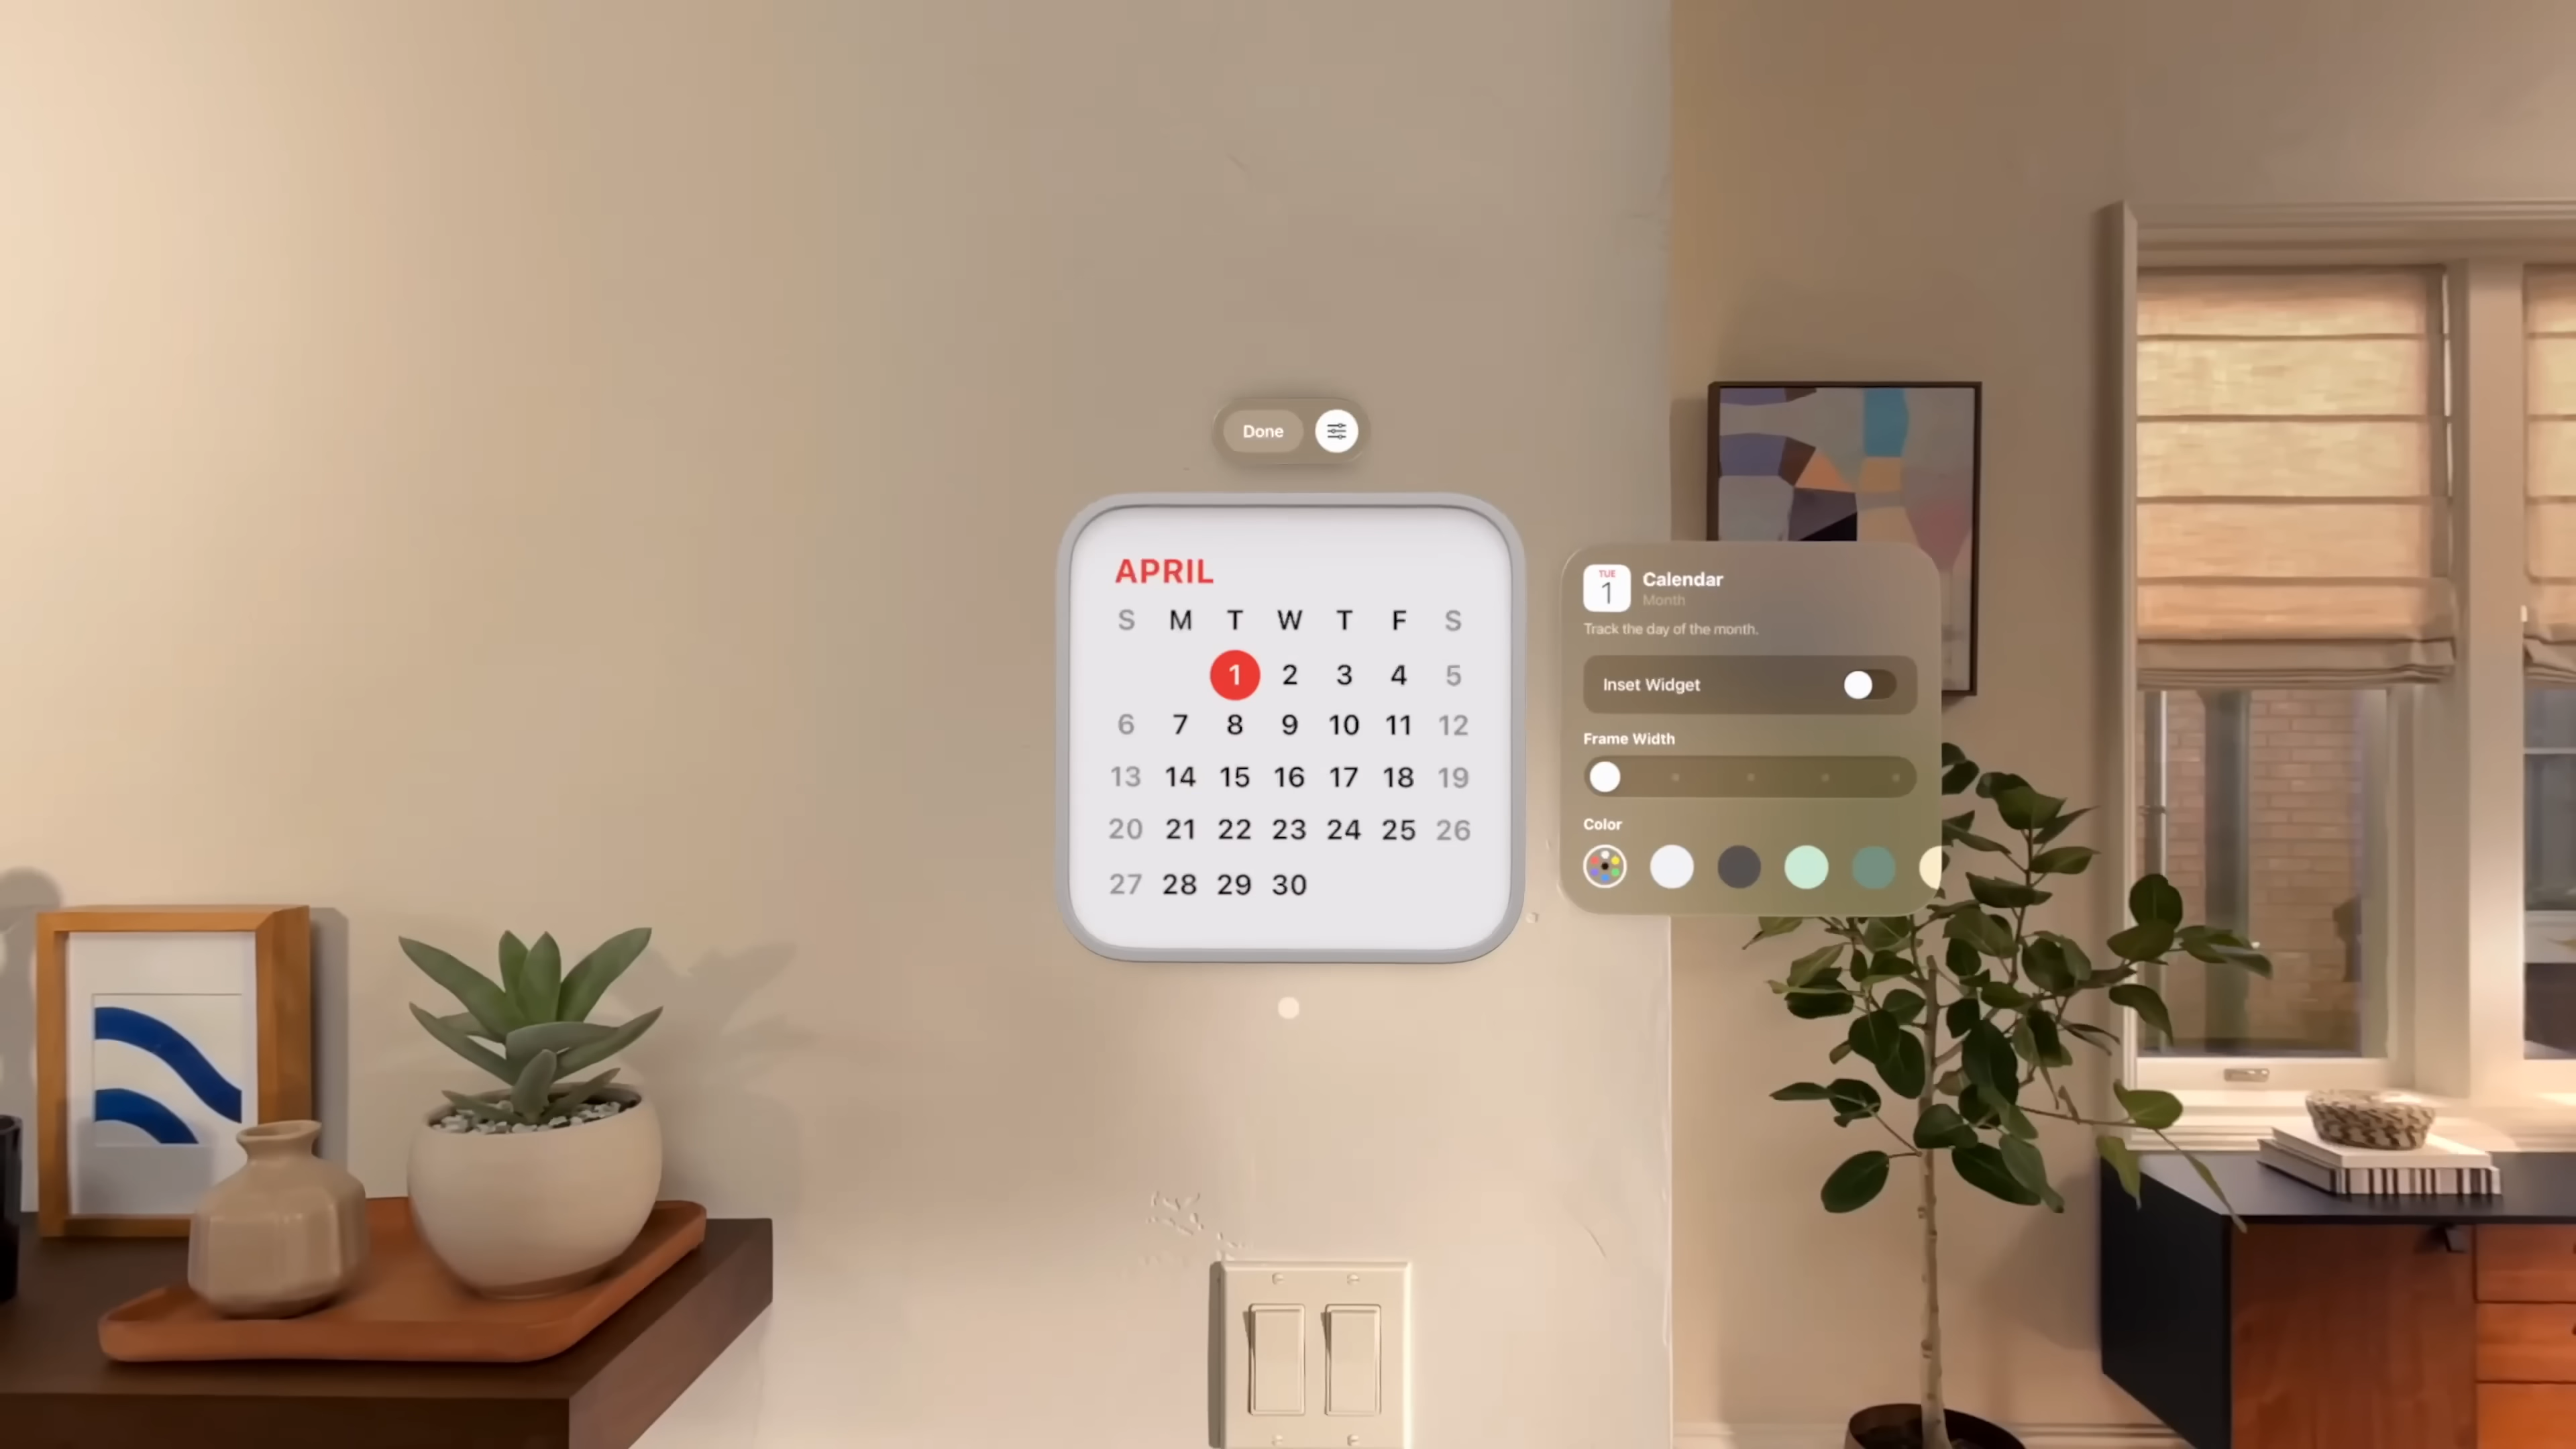 Done
APRIL
S M T W T F S
1 2 3 4 5
6 7 8 9 10 11 12
13 14 15 16 17 18 19
20 21 22 23 24 25 26
27 28 29 30
TUE
1
Calendar
Month
Track the day of the month.
Inset Widget
Frame Width
Color